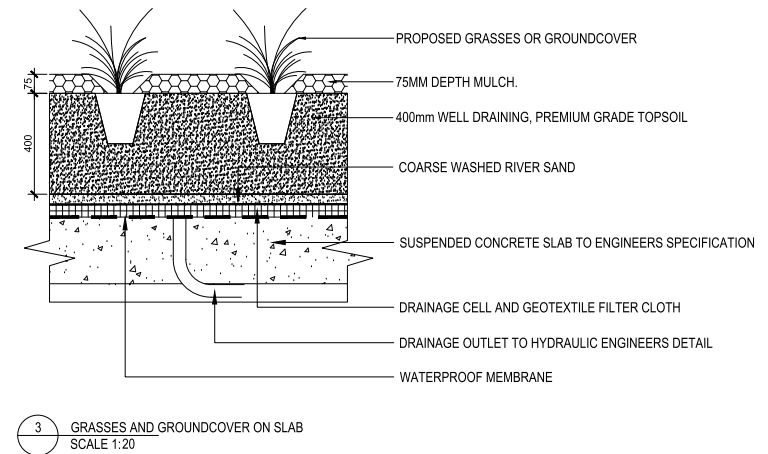 PROPOSED GRASSES OR GROUNDCOVER
75
75MM DEPTH MULCH.
400mm WELL DRAINING, PREMIUM GRADE TOPSOIL
400
COARSE WASHED RIVER SAND
SUSPENDED CONCRETE SLAB TO ENGINEERS SPECIFICATION
DRAINAGE CELL AND GEOTEXTILE FILTER CLOTH
DRAINAGE OUTLET TO HYDRAULIC ENGINEERS DETAIL
WATERPROOF MEMBRANE
3
GRASSES AND GROUNDCOVER ON SLAB
SCALE 1:20